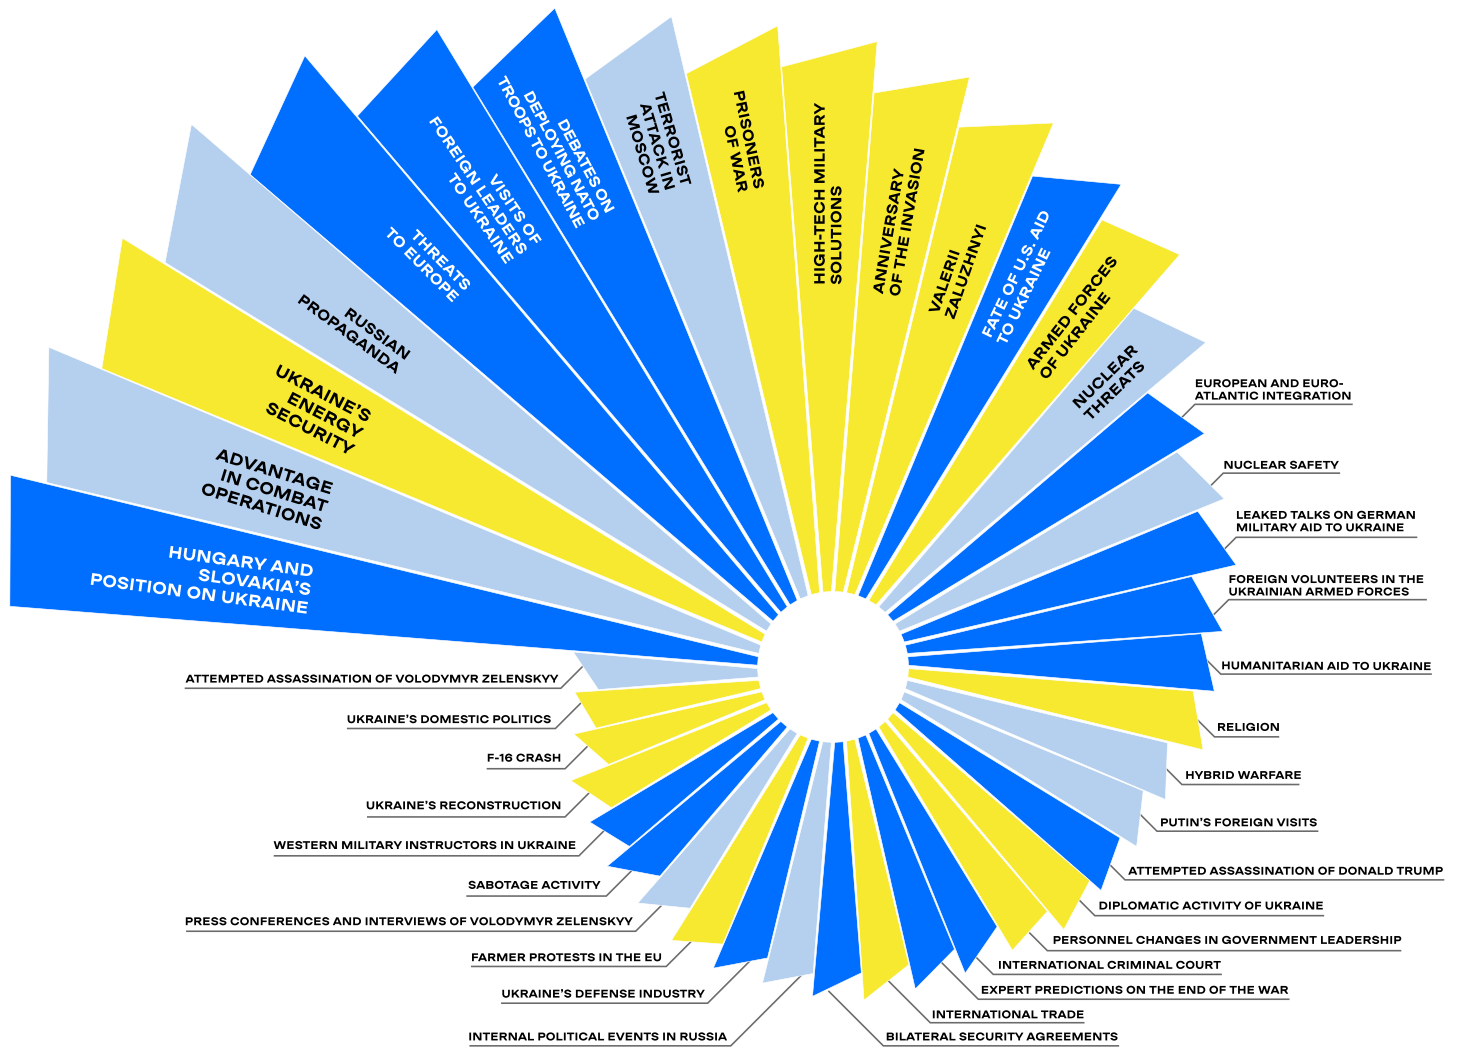 HUNGARY AND
SLOVAKIA'S
POSITION ON UKRAINE
ADVANTAGE
IN COMBAT
OPERATIONS
UKRAINE'S
ENERGY
SECURITY
RUSSIAN
PROPAGANDA
THREATS
TO EUROPE
VISITS OF
FOREIGN LEADERS
TO UKRAINE
DEBATES ON
DEPLOYING NATO
TROOPS TO UKRAINE
TERRORIST
ATTACK IN
MOSCOW
PRISONERS
OF WAR
HIGH-TECH MILITARY
SOLUTIONS
ANNIVERSARY
OF THE INVASION
VALERII
ZALUZHNYI
FATE OF U.S. AID
TO UKRAINE
ARMED FORCES
OF UKRAINE
NUCLEAR
THREATS
EUROPEAN AND EURO-
ATLANTIC INTEGRATION
NUCLEAR SAFETY
LEAKED TALKS ON GERMAN
MILITARY AID TO UKRAINE
FOREIGN VOLUNTEERS IN THE
UKRAINIAN ARMED FORCES
HUMANITARIAN AID TO UKRAINE
RELIGION
HYBRID WARFARE
PUTIN'S FOREIGN VISITS
ATTEMPTED ASSASSINATION OF DONALD TRUMP
DIPLOMATIC ACTIVITY OF UKRAINE
PERSONNEL CHANGES IN GOVERNMENT LEADERSHIP
INTERNATIONAL CRIMINAL COURT
EXPERT PREDICTIONS ON THE END OF THE WAR
INTERNATIONAL TRADE
BILATERAL SECURITY AGREEMENTS
INTERNAL POLITICAL EVENTS IN RUSSIA
UKRAINE'S DEFENSE INDUSTRY
FARMER PROTESTS IN THE EU
PRESS CONFERENCES AND INTERVIEWS OF VOLODYMYR ZELENSKYY
SABOTAGE ACTIVITY
WESTERN MILITARY INSTRUCTORS IN UKRAINE
UKRAINE'S RECONSTRUCTION
F-16 CRASH
UKRAINE'S DOMESTIC POLITICS
ATTEMPTED ASSASSINATION OF VOLODYMYR ZELENSKYY